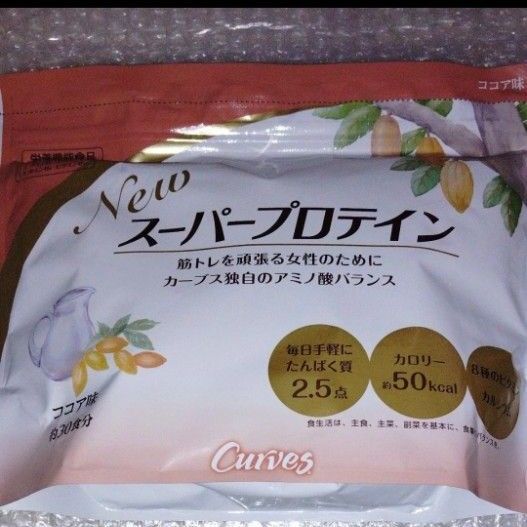 ココア味
栄養機能食品
New
スーパープロテイン
筋トレを頑張る女性のために
カーブス独自のアミノ酸バランス
毎日手軽に
たんぱく質
2.5点
カロリー
約50kcal
8種のビタ
カルシウム
ココア味
約30食分
食生活は、主食、主菜、副菜を基本に、食事のバランスを。
Curves